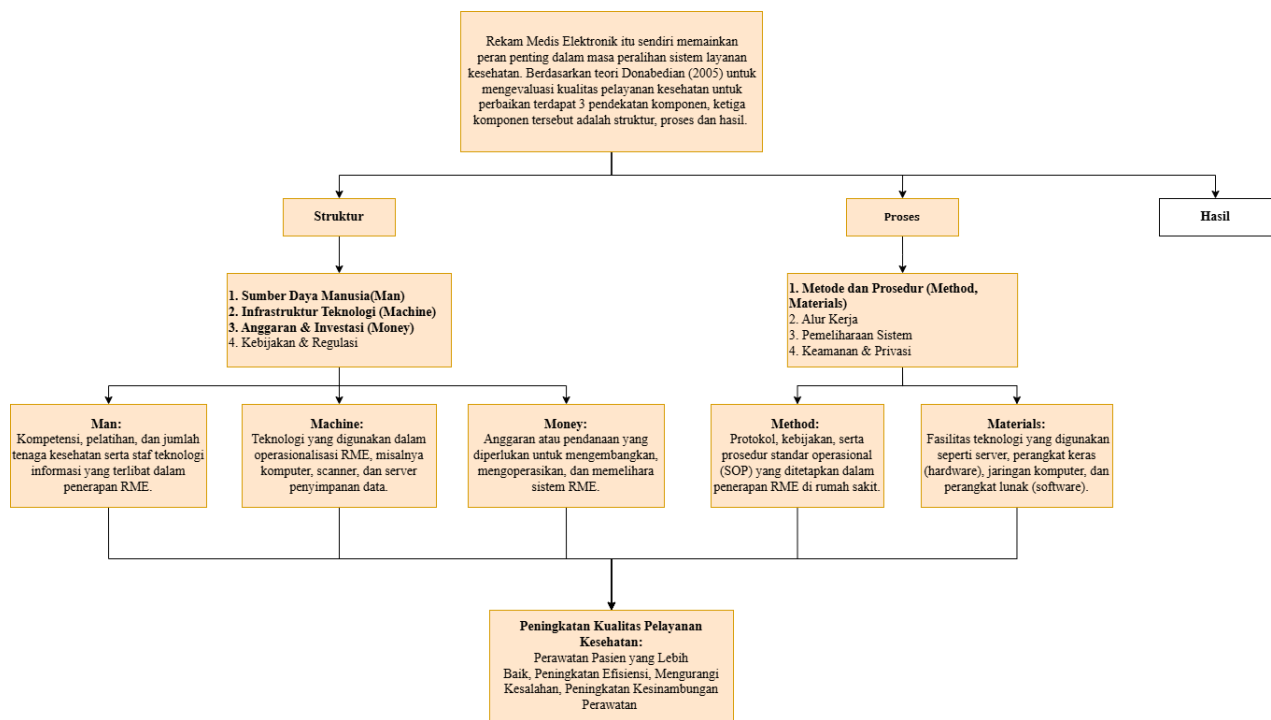 Rekam Medis Elektronik itu sendiri memainkan
peran penting dalam masa peralihan sistem layanan
kesehatan. Berdasarkan teori Donabedian (2005) untuk
mengevaluasi kualitas pelayanan kesehatan untuk
perbaikan terdapat 3 pendekatan komponen, ketiga
komponen tersebut adalah struktur, proses dan hasil.
Struktur
Proses
Hasil
1. Sumber Daya Manusia(Man)
2. Infrastruktur Teknologi (Machine)
3. Anggaran & Investasi (Money)
4. Kebijakan & Regulasi
1. Metode dan Prosedur (Method,
Materials)
2. Alur Kerja
3. Pemeliharaan Sistem
4. Keamanan & Privasi
Man:
Kompetensi, pelatihan, dan jumlah
tenaga kesehatan serta staf teknologi
informasi yang terlibat dalam
penerapan RME.
Machine:
Teknologi yang digunakan dalam
operasionalisasi RME, misalnya
komputer, scanner, dan server
penyimpanan data.
Money:
Anggaran atau pendanaan yang
diperlukan untuk mengembangkan,
mengoperasikan, dan memelihara
sistem RME.
Method:
Protokol, kebijakan, serta
prosedur standar operasional
(SOP) yang ditetapkan dalam
penerapan RME di rumah sakit.
Materials:
Fasilitas teknologi yang digunakan
seperti server, perangkat keras
(hardware), jaringan komputer, dan
perangkat lunak (software).
Peningkatan Kualitas Pelayanan
Kesehatan:
Perawatan Pasien yang Lebih
Baik, Peningkatan Efisiensi, Mengurangi
Kesalahan, Peningkatan Kesinambungan
Perawatan